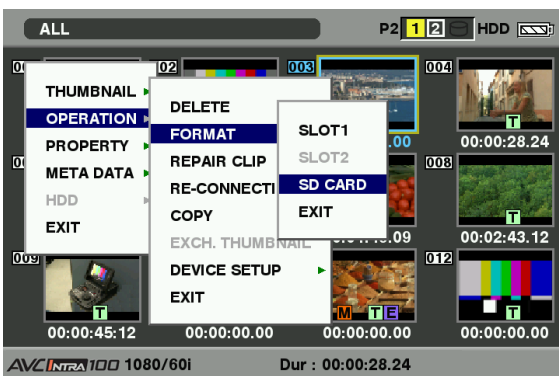 ALL P2 1 2 HDD
02 003 004
THUMBNAIL
OPERATION
PROPERTY
META DATA
HDD
EXIT
DELETE
FORMAT
REPAIR CLIP
RE-CONNECTI
COPY
EXCH. THUMBNAIL
DEVICE SETUP
EXIT
SLOT1
SLOT2
SD CARD
EXIT
.00 00:00:28.24
T
008
T
.09 00:02:43.12
009 012
T M T E T
00:00:45:12 00:00:00.00 00:00:00.00 00:00:00.00
AVC INTRA 100 1080/60i Dur : 00:00:28.24